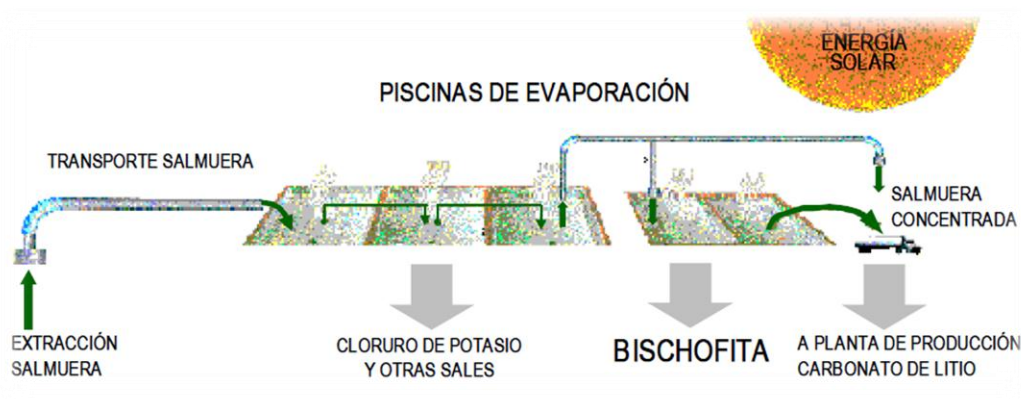 ENERGÍA
SOLAR
PISCINAS DE EVAPORACIÓN
TRANSPORTE SALMUERA
SALMUERA
CONCENTRADA
EXTRACCIÓN
SALMUERA
CLORURO DE POTASIO
Y OTRAS SALES
BISCHOFITA
A PLANTA DE PRODUCCIÓN
CARBONATO DE LITIO